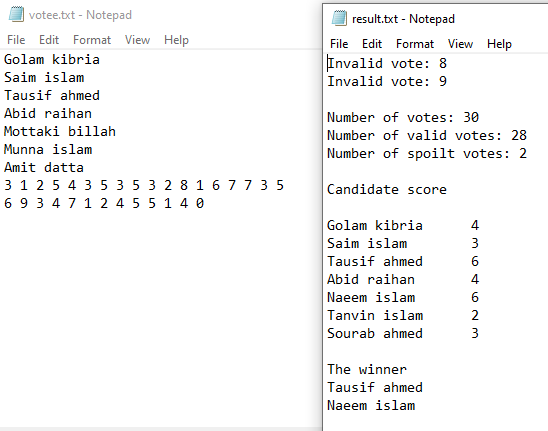 votee.txt - Notepad
File Edit Format View Help
Golam kibria
Saim islam
Tausif ahmed
Abid raihan
Mottaki billah
Munna islam
Amit datta
3 1 2 5 4 3 5 3 5 3 2 8 1 6 7 7 3 5
6 9 3 4 7 1 2 4 5 5 1 4 0
result.txt - Notepad
File Edit Format View Help
Invalid vote: 8
Invalid vote: 9
Number of votes: 30
Number of valid votes: 28
Number of spoilt votes: 2
Candidate score
Golam kibria 4
Saim islam 3
Tausif ahmed 6
Abid raihan 4
Naeem islam 6
Tanvin islam 2
Sourab ahmed 3
The winner
Tausif ahmed
Naeem islam